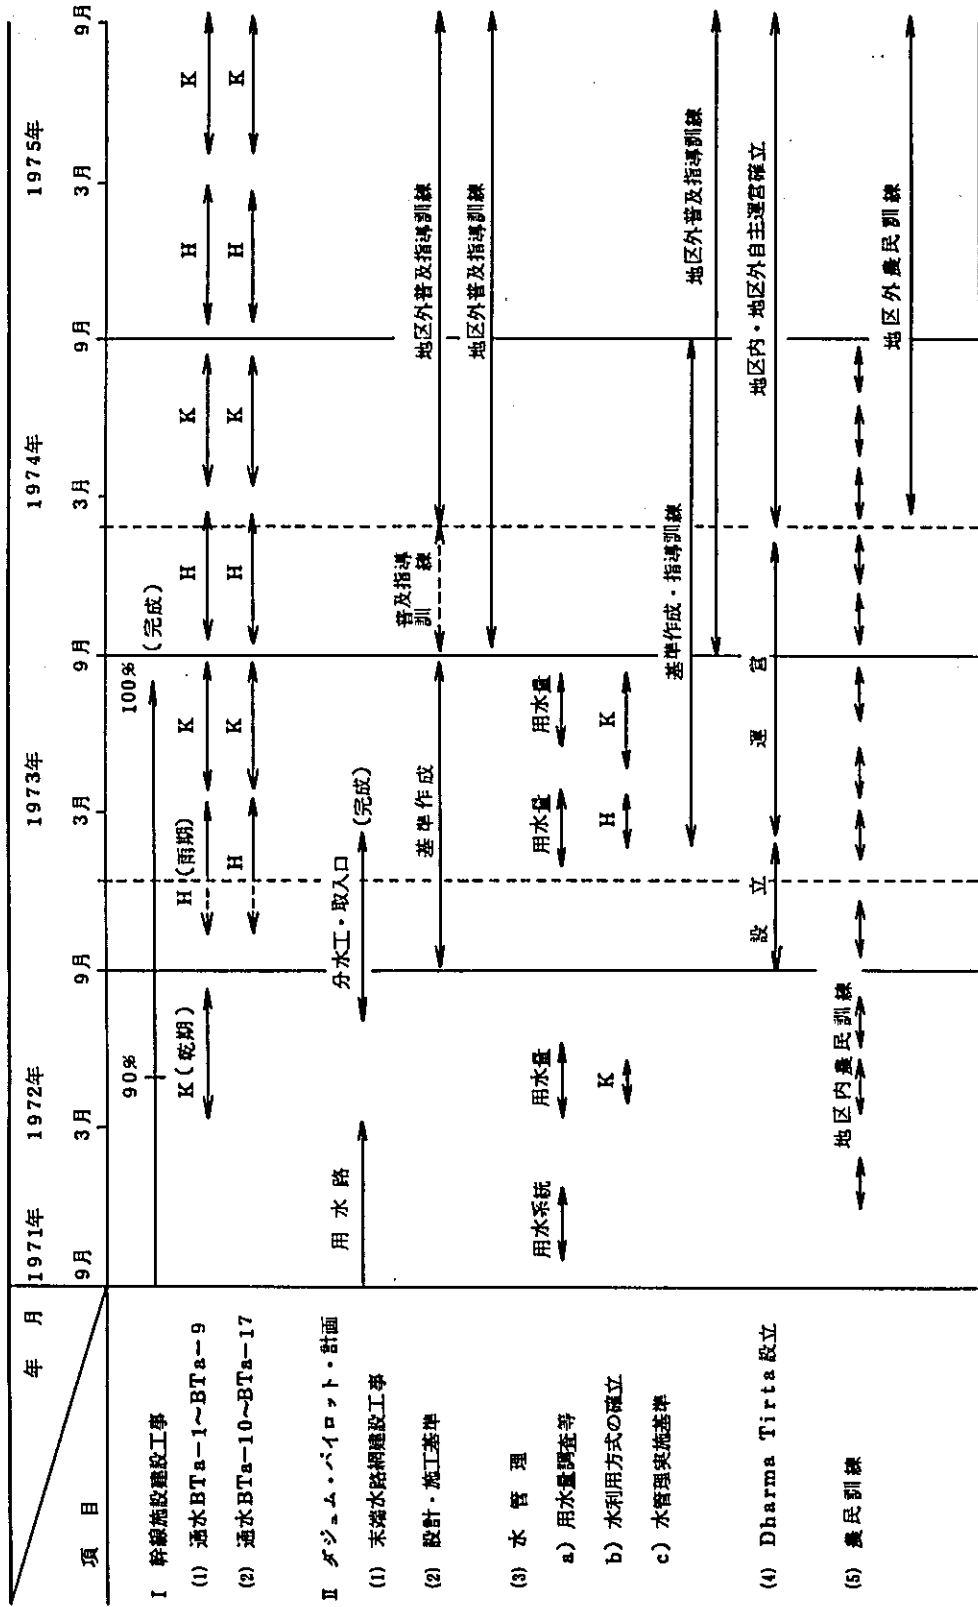 年 月 1971年 1972年 1973年 1974年 1975年
項 目 9月 3月 9月 3月 9月 3月 9月 3月 9月
I 幹線施設建設工事 90% 100% (完成)
(1) 通水BTa-1~BTa-9 K(乾期) H(雨期) K H K H K
(2) 通水BTa-10~BTa-17 H K H K H K
II ダジェム・パイロット・計画
(1) 末端水路網建設工事 用水路 分水工・取入口 (完成)
(2) 設計・施工基準 基準作成 普及指導訓練 地区外普及指導訓練
地区外普及指導訓練
(3) 水管理
a) 用水量調査等 用水系統 用水量 用水量 用水量
b) 水利用方式の確立 K H K
c) 水管理実施基準 基準作成・指導訓練
地区外普及指導訓練
(4) Dharma Tirta 設立 設立 運営 地区内・地区外自主運営確立
(5) 農民訓練 地区内農民訓練
地区外農民訓練